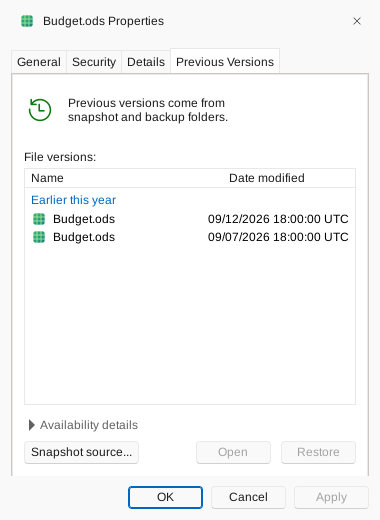 Budget.ods Properties
General Security Details Previous Versions
Previous versions come from
snapshot and backup folders.
File versions:
Name Date modified
Earlier this year
Budget.ods 09/12/2026 18:00:00 UTC
Budget.ods 09/07/2026 18:00:00 UTC
Availability details
Snapshot source... Open Restore
OK Cancel Apply